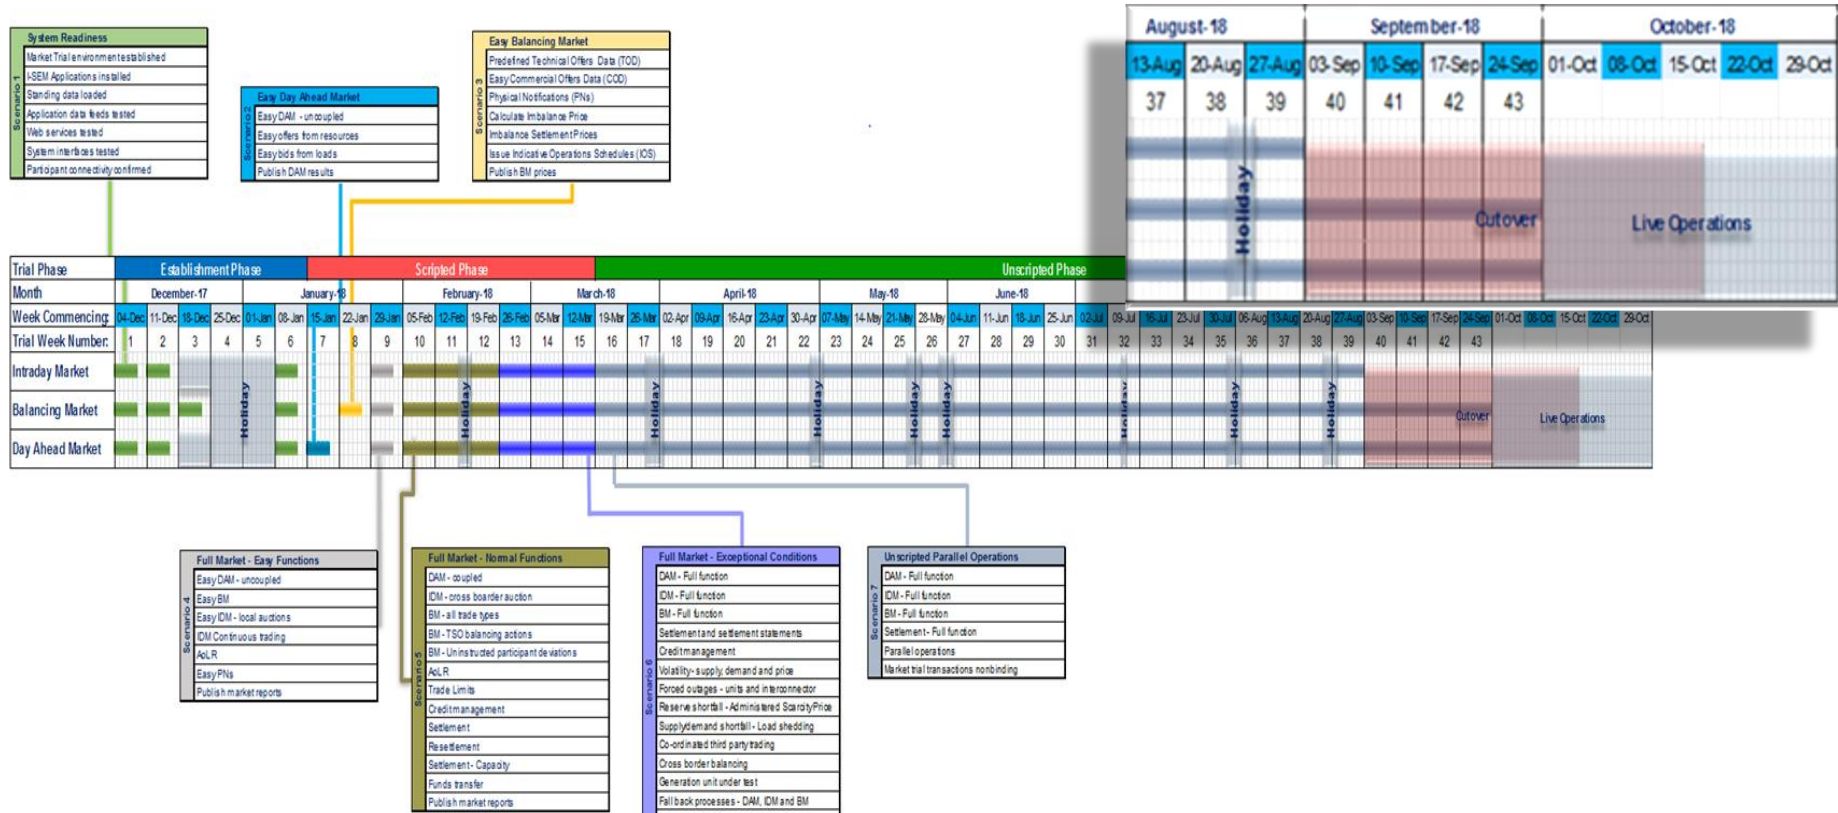 System Readiness
Scenario 1
Market Trial environment established
I-SEM Applications installed
Standing data loaded
Application data feeds tested
Web services tested
System interfaces tested
Participant connectivity confirmed
Easy Day Ahead Market
Scenario 2
Easy DAM - uncoupled
Easy offers from resources
Easy bids from loads
Publish DAM results
Easy Balancing Market
Scenario 3
Predefined Technical Offers Data (TOD)
Easy Commercial Offers Data (COD)
Physical Notifications (PNs)
Calculate Imbalance Price
Imbalance Settlement Prices
Issue Indicative Operations Schedules (IOS)
Publish BM prices
August-18 September-18 October-18
13-Aug 20-Aug 27-Aug 03-Sep 10-Sep 17-Sep 24-Sep 01-Oct 08-Oct 15-Oct 22-Oct 29-Oct
37 38 39 40 41 42 43
Holiday
Cutover
Live Operations
Trial Phase Establishment Phase Scripted Phase Unscripted Phase
Month December-17 January-18 February-18 March-18 April-18 May-18 June-18
Week Commencing: 04-Dec 11-Dec 18-Dec 25-Dec 01-Jan 08-Jan 15-Jan 22-Jan 29-Jan 05-Feb 12-Feb 19-Feb 26-Feb 05-Mar 12-Mar 19-Mar 26-Mar 02-Apr 09-Apr 16-Apr 23-Apr 30-Apr 07-May 14-May 21-May 28-May 04-Jun 11-Jun 18-Jun 25-Jun 02-Jul 09-Jul 16-Jul 23-Jul 30-Jul 06-Aug 13-Aug 20-Aug 27-Aug 03-Sep 10-Sep 17-Sep 24-Sep 01-Oct 08-Oct 15-Oct 22-Oct 29-Oct
Trial Week Number: 1 2 3 4 5 6 7 8 9 10 11 12 13 14 15 16 17 18 19 20 21 22 23 24 25 26 27 28 29 30 31 32 33 34 35 36 37 38 39 40 41 42 43
Intraday Market
Balancing Market
Day Ahead Market
Holiday
Holiday
Holiday
Holiday
Holiday
Holiday
Holiday
Holiday
Holiday
Cutover
Live Operations
Full Market - Easy Functions
Scenario 4
Easy DAM - uncoupled
Easy BM
Easy IDM - local auctions
IDM Continuous trading
AoLR
Easy PNs
Publish market reports
Full Market - Normal Functions
Scenario 5
DAM - coupled
IDM - cross boarder auction
BM - all trade types
BM - TSO balancing actions
BM - Uninstructed participant deviations
AoLR
Trade Limits
Credit management
Settlement
Resettlement
Settlement - Capacity
Funds transfer
Publish market reports
Full Market - Exceptional Conditions
Scenario 6
DAM - Full function
IDM - Full function
BM - Full function
Settlement and settlement statements
Credit management
Volatility - supply, demand and price
Forced outages - units and interconnector
Reserve shortfall - Administered Scarcity Price
Supply/demand shortfall - Load shedding
Co-ordinated third party trading
Cross border balancing
Generation unit under test
Fall back processes - DAM, IDM and BM
Unscripted Parallel Operations
Scenario 7
DAM - Full function
IDM - Full function
BM - Full function
Settlement - Full function
Parallel operations
Market trial transactions nonbinding